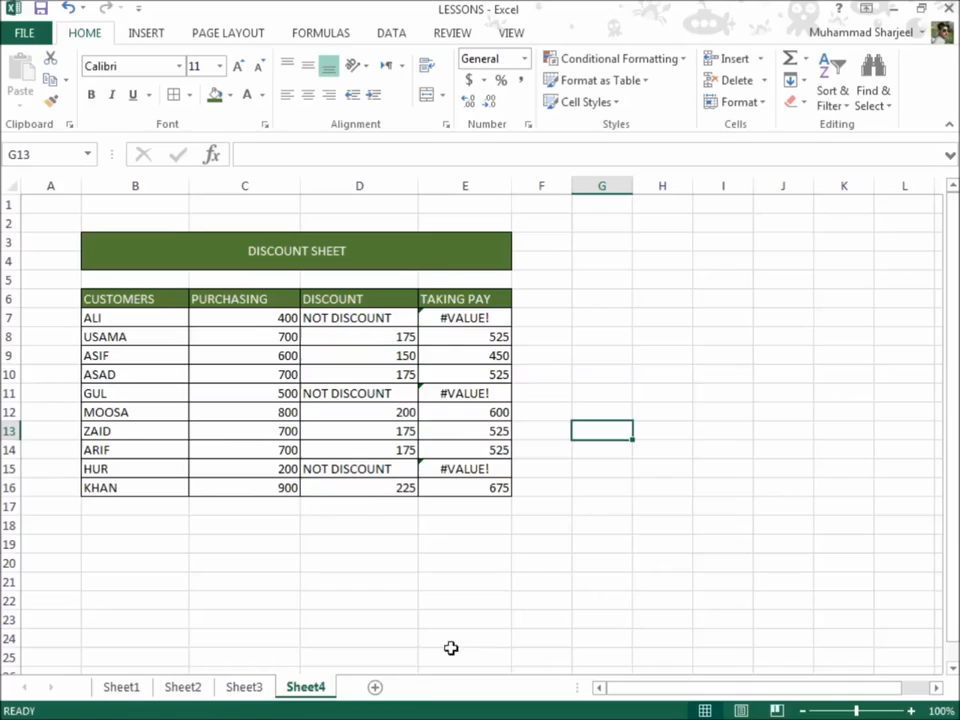 LESSONS - Excel
FILE HOME INSERT PAGE LAYOUT FORMULAS DATA REVIEW VIEW Muhammad Sharjeel
Paste
Calibri 11
B I U A
General
$ % ,
Conditional Formatting
Format as Table
Cell Styles
Insert
Delete
Format
Sort & Filter
Find & Select
Clipboard Font Alignment Number Styles Cells Editing
G13 fx
A B C D E F G H I J K L
1
2
3 DISCOUNT SHEET
4
5
6 CUSTOMERS PURCHASING DISCOUNT TAKING PAY
7 ALI 400 NOT DISCOUNT #VALUE!
8 USAMA 700 175 525
9 ASIF 600 150 450
10 ASAD 700 175 525
11 GUL 500 NOT DISCOUNT #VALUE!
12 MOOSA 800 200 600
13 ZAID 700 175 525
14 ARIF 700 175 525
15 HUR 200 NOT DISCOUNT #VALUE!
16 KHAN 900 225 675
17
18
19
20
21
22
23
24
25
Sheet1 Sheet2 Sheet3 Sheet4
READY 100%